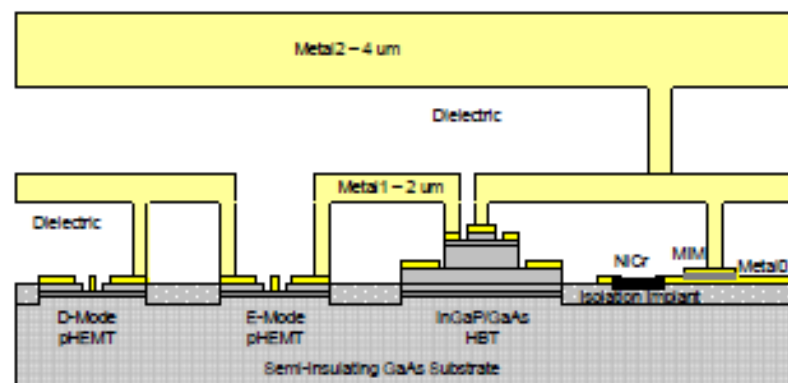 Metal2 – 4 um
Dielectric
Metal1 – 2 um
Dielectric
NiCr
MIM
Metal0
Isolation Implant
D-Mode
pHEMT
E-Mode
pHEMT
InGaP/GaAs
HBT
Semi-Insulating GaAs Substrate